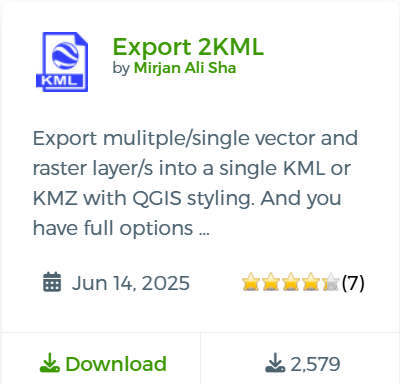 KML
Export 2KML
by Mirjan Ali Sha
Export mulitple/single vector and
raster layer/s into a single KML or
KMZ with QGIS styling. And you
have full options ...
Jun 14, 2025 (7)
Download 2,579